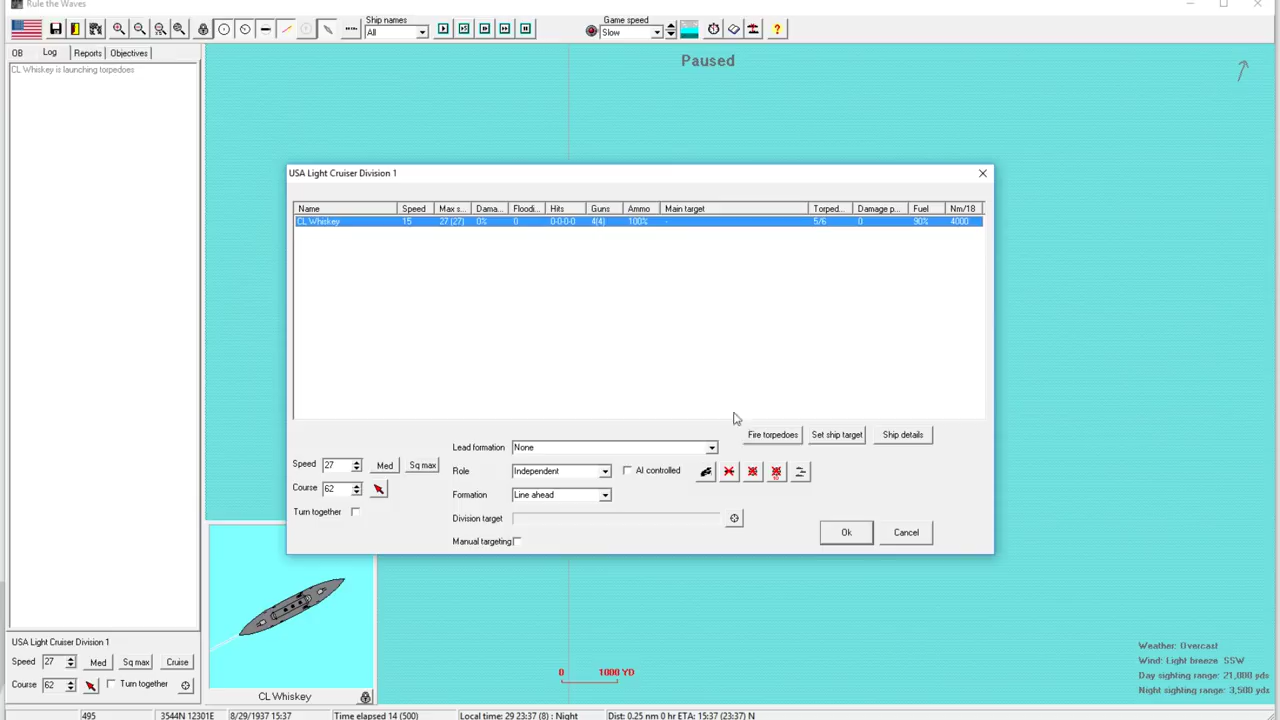 Rule the Waves
Ship names
All
Game speed
Slow
OB
Log
Reports
Objectives
CL Whiskey is launching torpedoes
Paused
USA Light Cruiser Division 1
Name Speed Max s... Dama... Floodi... Hits Guns Ammo Main target Torped... Damage p... Fuel Nm/18
CL Whiskey 15 27 (27) 0% 0 0-0-0-0 4(4) 100% - 5/6 0 90% 4000
Fire torpedoes
Set ship target
Ship details
Lead formation None
Speed 27 Med Sq max
Role Independent AI controlled
Course 62
Formation Line ahead
Turn together
Division target
Manual targeting
Ok
Cancel
USA Light Cruiser Division 1
Speed 27 Med Sq max Cruise
Course 62 Turn together
CL Whiskey
0 1000 YD
Weather: Overcast
Wind: Light breeze SSW
Day sighting range: 21,000 yds
Night sighting range: 3,500 yds
495 3544N 12301E 8/29/1937 15:37 Time elapsed 14 (500) Local time: 29 23:37 (8) : Night Dist: 0.25 nm 0 hr ETA: 15:37 (23:37) N